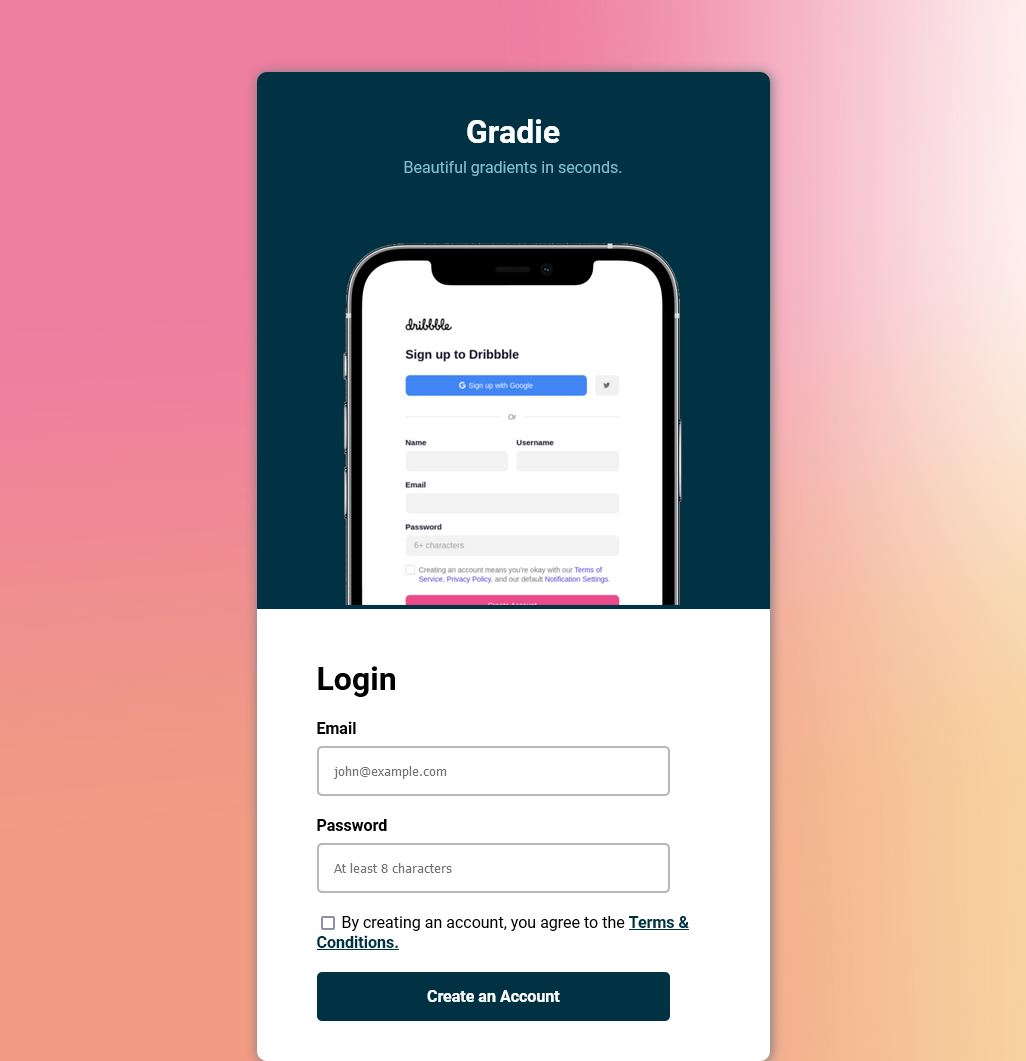 Gradie
Beautiful gradients in seconds.
dribbble
Sign up to Dribbble
G Sign up with Google
Or
Name Username
Email
Password
6+ characters
Creating an account means you're okay with our Terms of
Service, Privacy Policy, and our default Notification Settings.
Create Account
Login
Email
john@example.com
Password
At least 8 characters
By creating an account, you agree to the Terms &
Conditions.
Create an Account